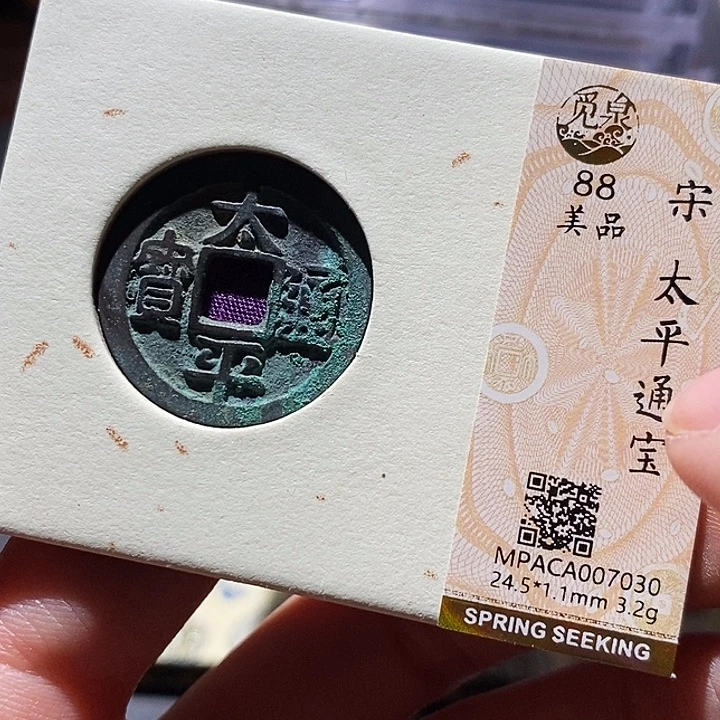 太
平
通
寳
觅泉
88
美品
宋
太平通宝
MPACA007030
24.5*1.1mm 3.2g
SPRING SEEKING